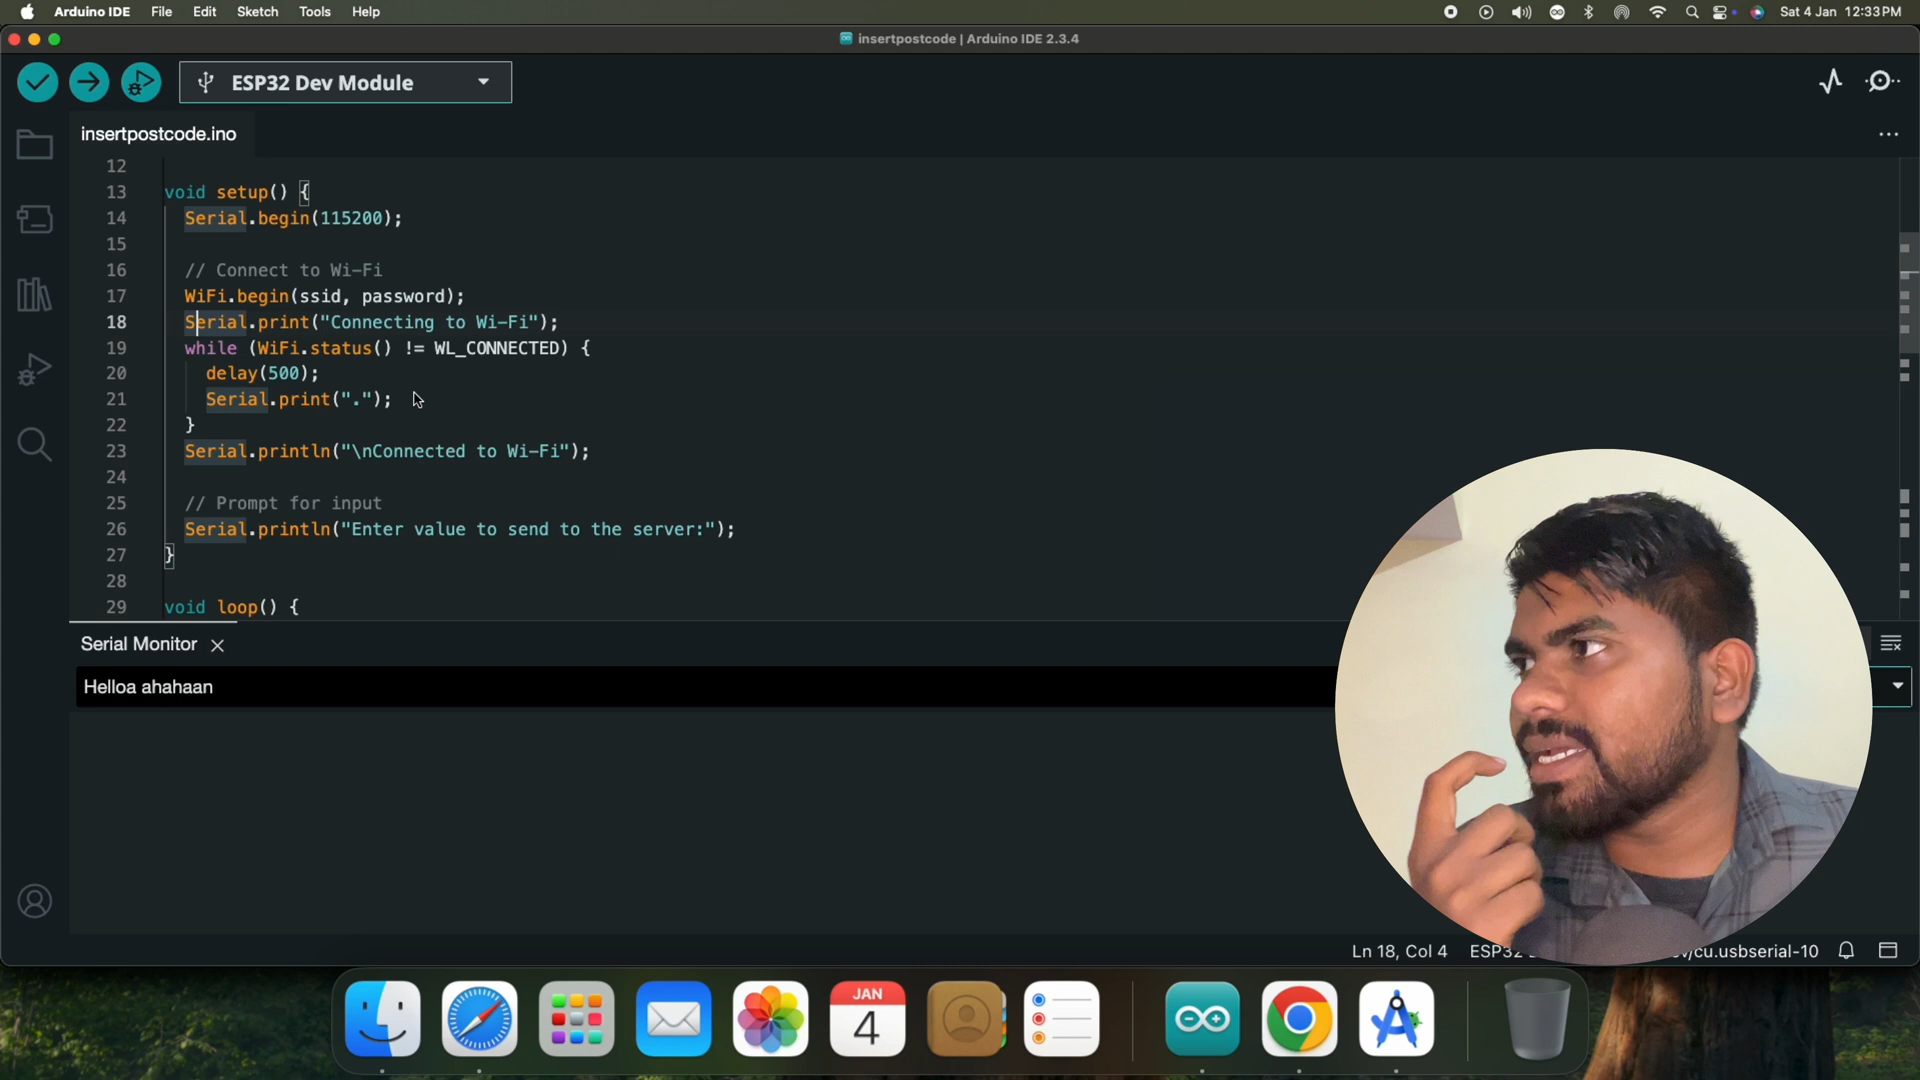 Arduino IDE File Edit Sketch Tools Help Sat 4 Jan 12:33PM
insertpostcode | Arduino IDE 2.3.4
ESP32 Dev Module
insertpostcode.ino
12
13 void setup() {
14 Serial.begin(115200);
15
16 // Connect to Wi-Fi
17 WiFi.begin(ssid, password);
18 Serial.print("Connecting to Wi-Fi");
19 while (WiFi.status() != WL_CONNECTED) {
20 delay(500);
21 Serial.print(".");
22 }
23 Serial.println("\nConnected to Wi-Fi");
24
25 // Prompt for input
26 Serial.println("Enter value to send to the server:");
27 }
28
29 void loop() {
Serial Monitor
Helloa ahahaan
Ln 18, Col 4 ESP32 /cu.usbserial-10
JAN
4